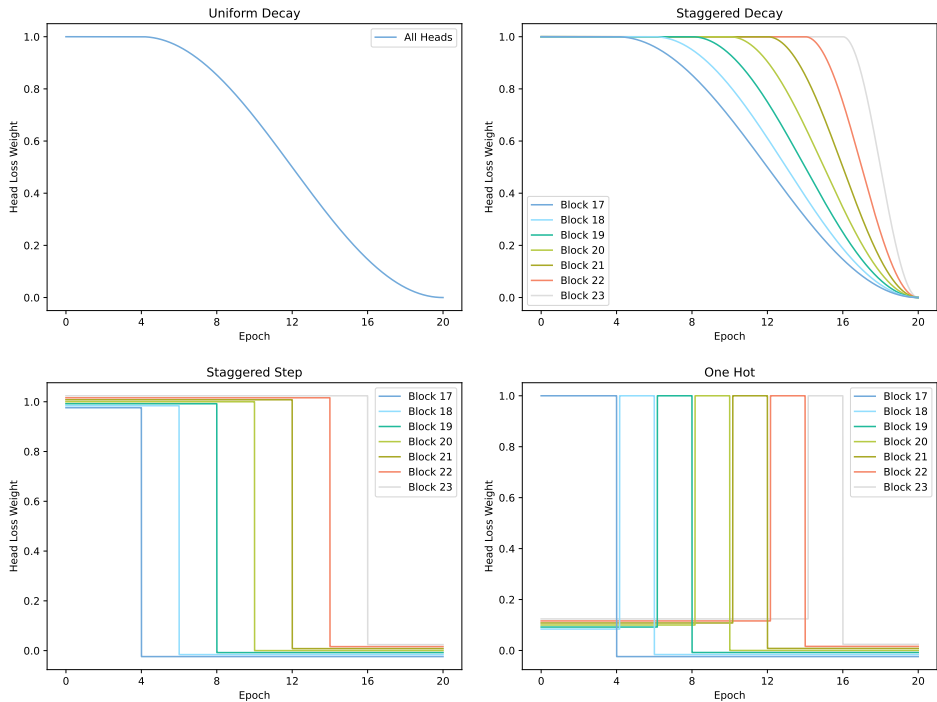 Uniform Decay
All Heads
Head Loss Weight
1.0
0.8
0.6
0.4
0.2
0.0
0 4 8 12 16 20
Epoch
Staggered Decay
Head Loss Weight
1.0
0.8
0.6
0.4
0.2
0.0
Block 17
Block 18
Block 19
Block 20
Block 21
Block 22
Block 23
0 4 8 12 16 20
Epoch
Staggered Step
Head Loss Weight
1.0
0.8
0.6
0.4
0.2
0.0
Block 17
Block 18
Block 19
Block 20
Block 21
Block 22
Block 23
0 4 8 12 16 20
Epoch
One Hot
Head Loss Weight
1.0
0.8
0.6
0.4
0.2
0.0
Block 17
Block 18
Block 19
Block 20
Block 21
Block 22
Block 23
0 4 8 12 16 20
Epoch